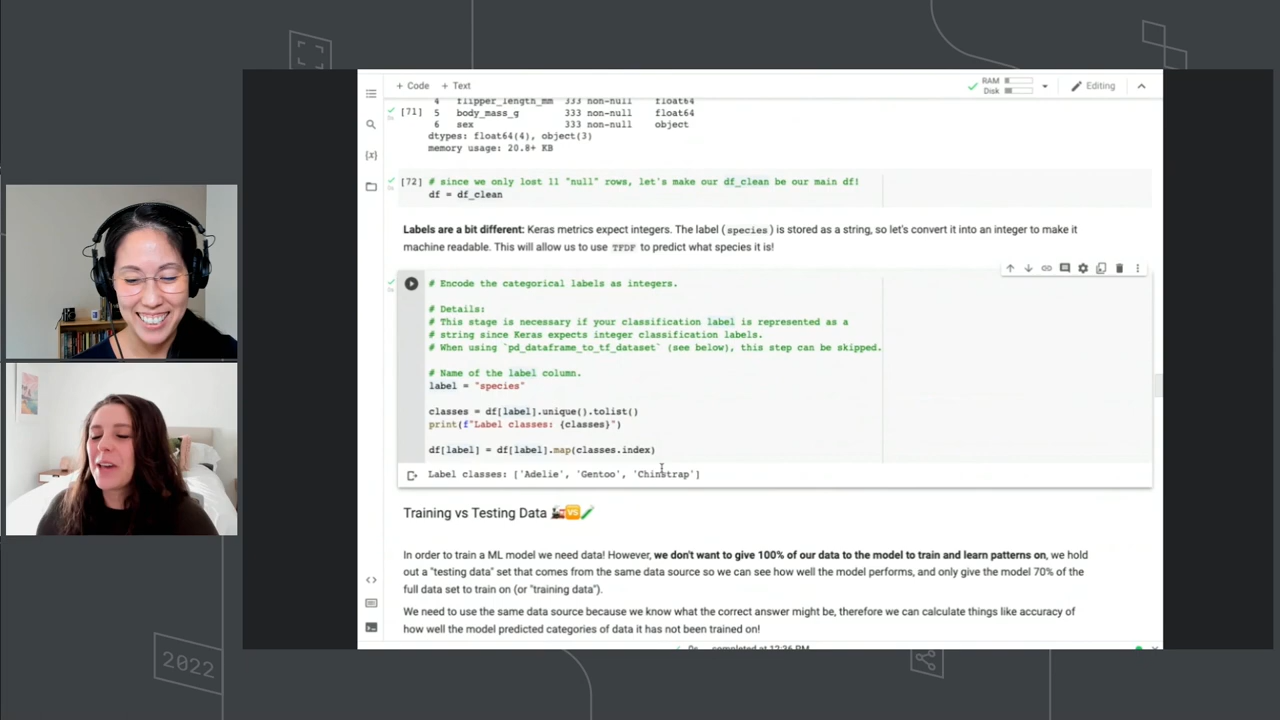 + Code + Text
RAM
Disk
Editing
4 flipper_length_mm 333 non-null float64
[71] 5 body_mass_g 333 non-null float64
6 sex 333 non-null object
dtypes: float64(4), object(3)
memory usage: 20.8+ KB
[72] # since we only lost 11 "null" rows, let's make our df_clean be our main df!
df = df_clean
Labels are a bit different: Keras metrics expect integers. The label (species) is stored as a string, so let's convert it into an integer to make it
machine readable. This will allow us to use TFDF to predict what species it is!
# Encode the categorical labels as integers.
# Details:
# This stage is necessary if your classification label is represented as a
# string since Keras expects integer classification labels.
# When using `pd_dataframe_to_tf_dataset` (see below), this step can be skipped.
# Name of the label column.
label = "species"
classes = df[label].unique().tolist()
print(f"Label classes: {classes}")
df[label] = df[label].map(classes.index)
Label classes: ['Adelie', 'Gentoo', 'Chinstrap']
Training vs Testing Data 🚂🆚🧪
In order to train a ML model we need data! However, we don't want to give 100% of our data to the model to train and learn patterns on, we hold
out a "testing data" set that comes from the same data source so we can see how well the model performs, and only give the model 70% of the
full data set to train on (or "training data").
We need to use the same data source because we know what the correct answer might be, therefore we can calculate things like accuracy of
how well the model predicted categories of data it has not been trained on!
0s completed at 12:36 PM
2022